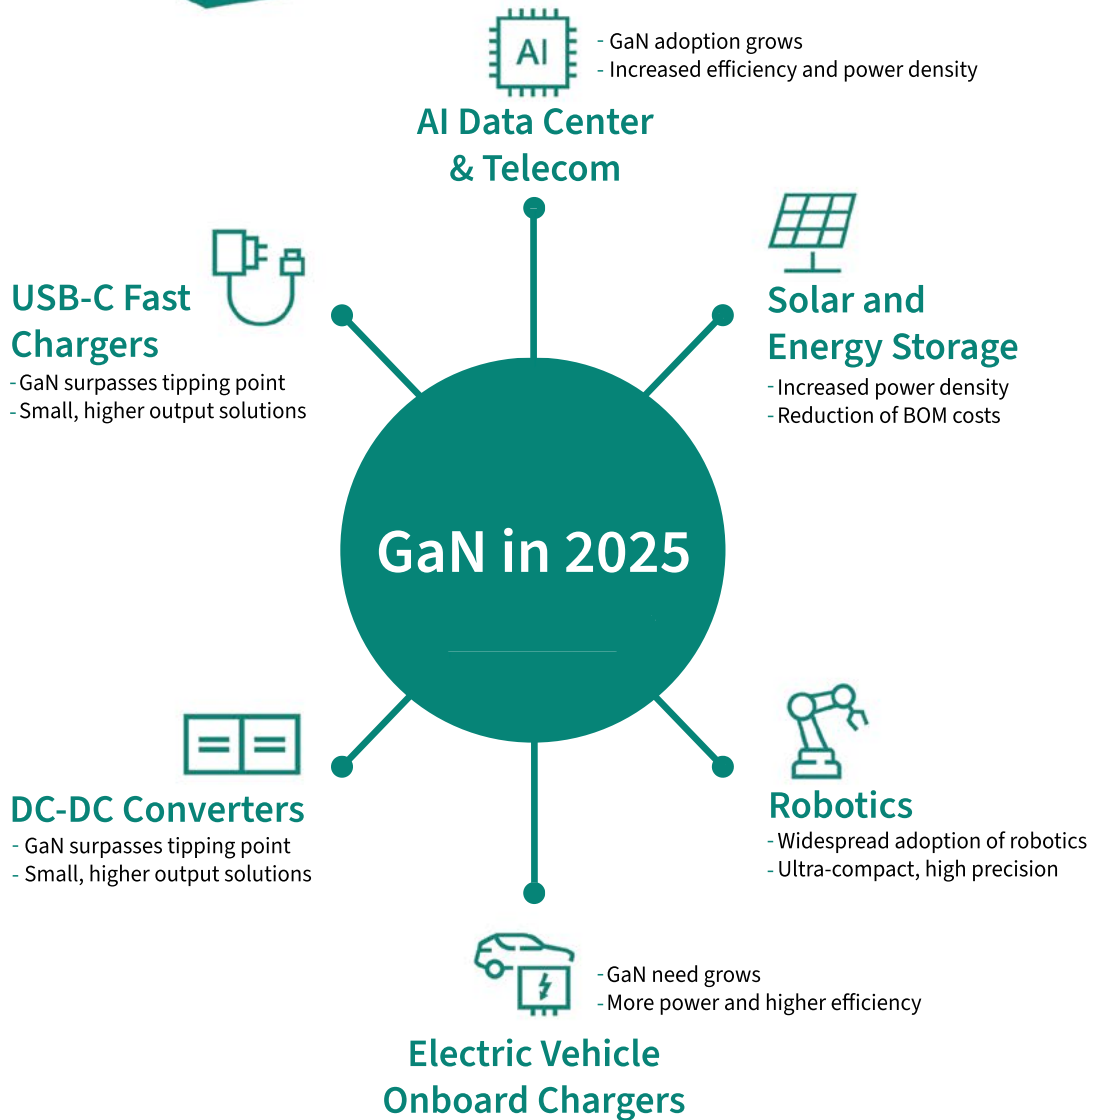 AI
- GaN adoption grows
- Increased efficiency and power density
AI Data Center
& Telecom
USB-C Fast
Chargers
- GaN surpasses tipping point
- Small, higher output solutions
Solar and
Energy Storage
- Increased power density
- Reduction of BOM costs
GaN in 2025
DC-DC Converters
- GaN surpasses tipping point
- Small, higher output solutions
Robotics
- Widespread adoption of robotics
- Ultra-compact, high precision
- GaN need grows
- More power and higher efficiency
Electric Vehicle
Onboard Chargers